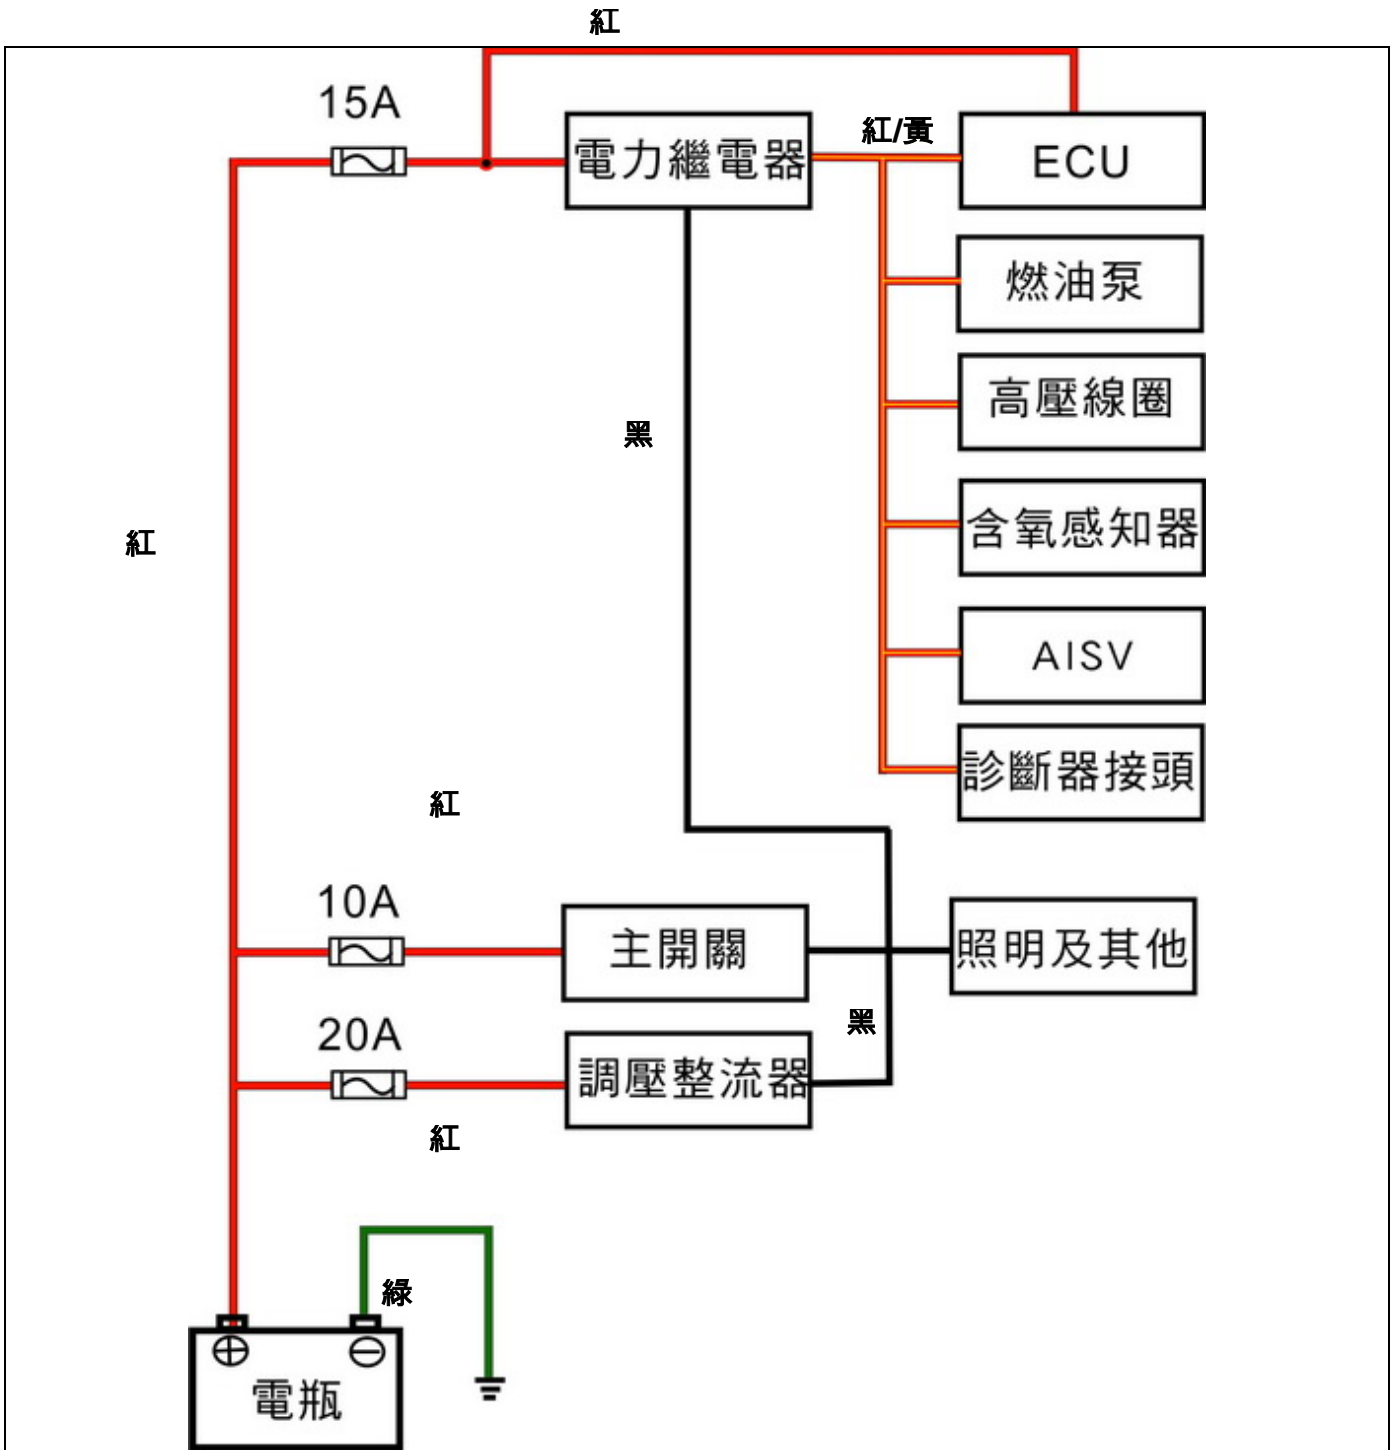 紅
15A
電力繼電器
紅/黃
ECU
燃油泵
高壓線圈
黑
含氧感知器
紅
AISV
診斷器接頭
紅
10A
主開關
照明及其他
20A
黑
調壓整流器
紅
綠
電瓶